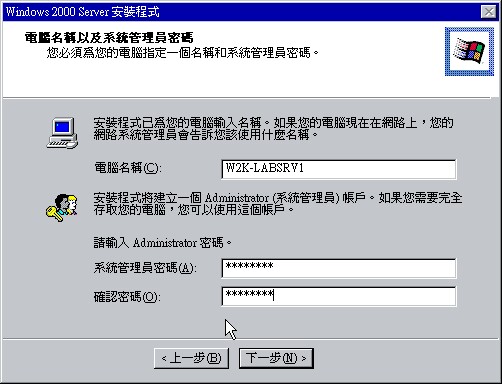 Windows 2000 Server 安裝程式
電腦名稱以及系統管理員密碼
您必須為您的電腦指定一個名稱和系統管理員密碼。
安裝程式已為您的電腦輸入名稱。如果您的電腦現在在網路上，您的
網路系統管理員會告訴您該使用什麼名稱。
電腦名稱(C):
W2K-LABSRV1
安裝程式將建立一個 Administrator (系統管理員) 帳戶。如果您需要完全
存取您的電腦，您可以使用這個帳戶。
請輸入 Administrator 密碼。
系統管理員密碼(A):
********
確認密碼(O):
********
< 上一步(B)
下一步(N) >